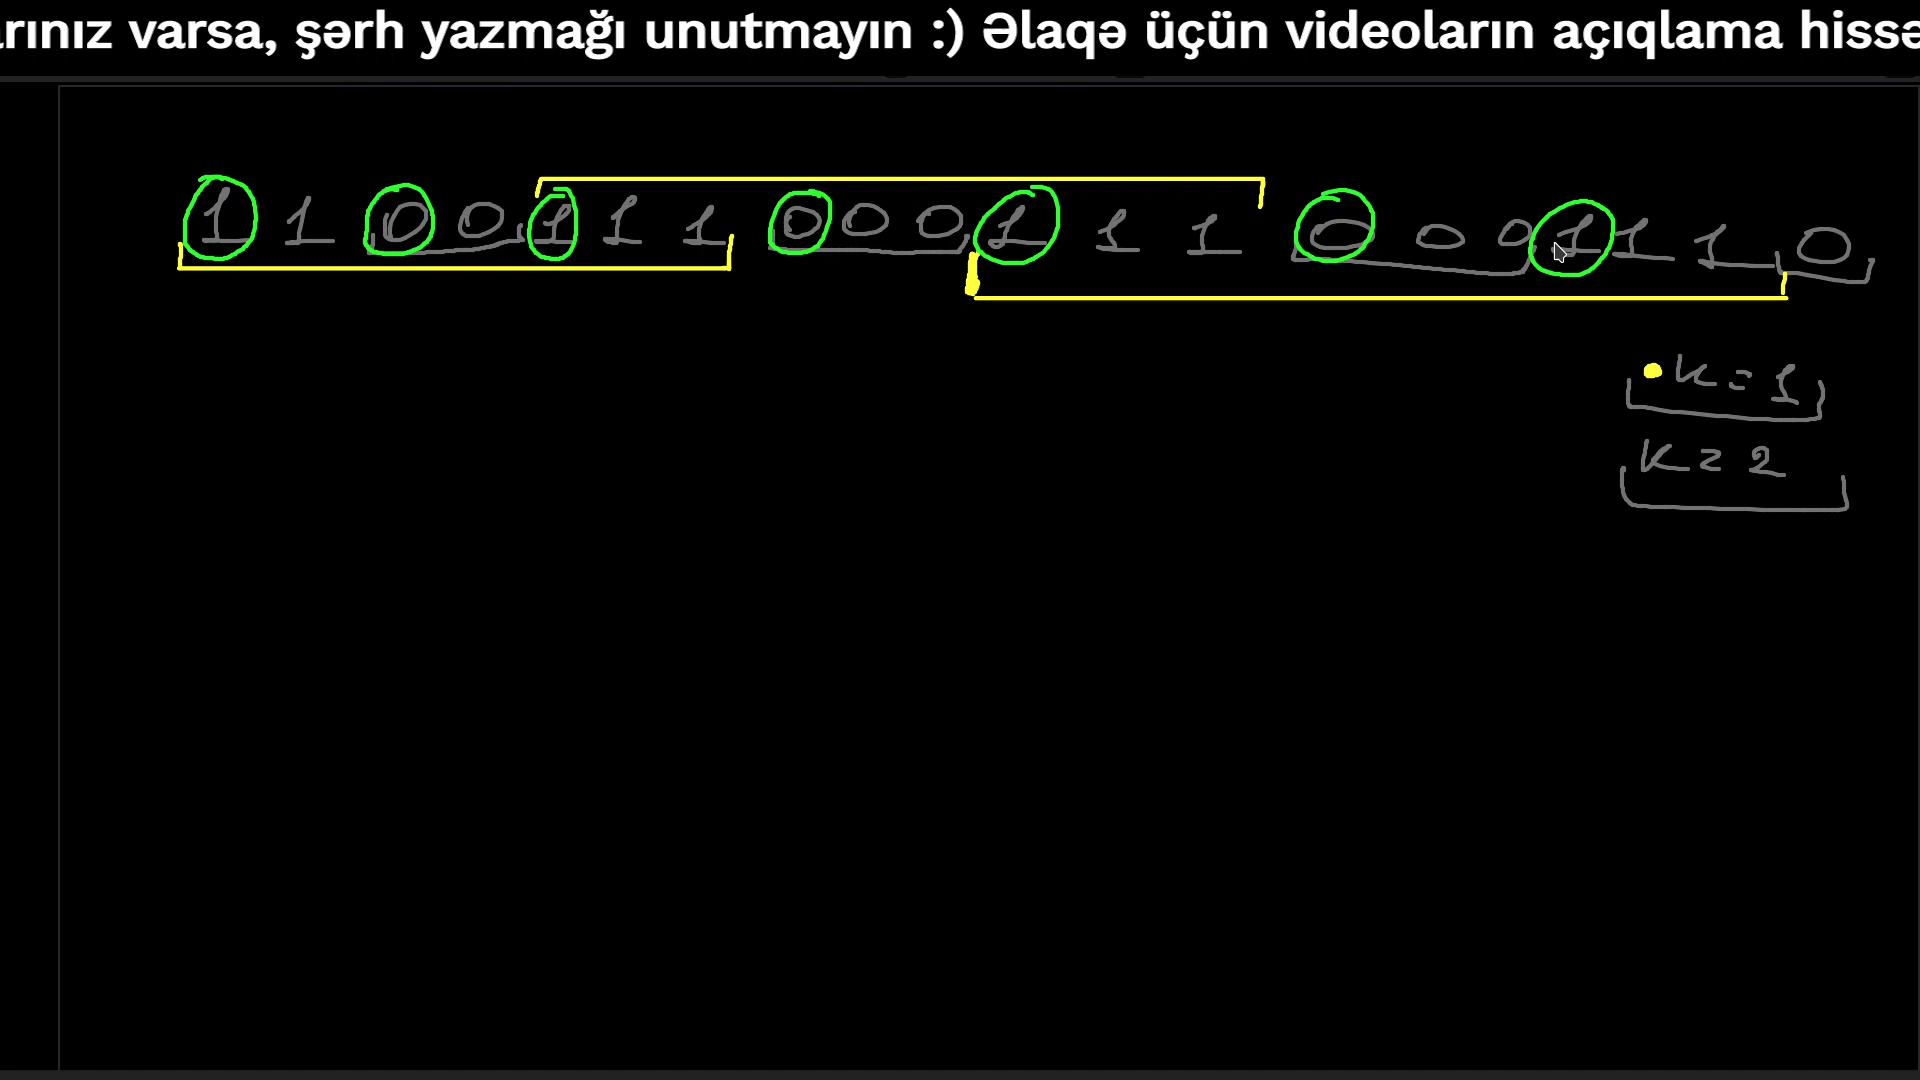 rınız varsa, şərh yazmağı unutmayın :) Əlaqə üçün videoların açıqlama hissə
1 1 0 0 1 1 1 0 0 0 1 1 1 0 0 0 1 1 1 0
k = 1
k = 2